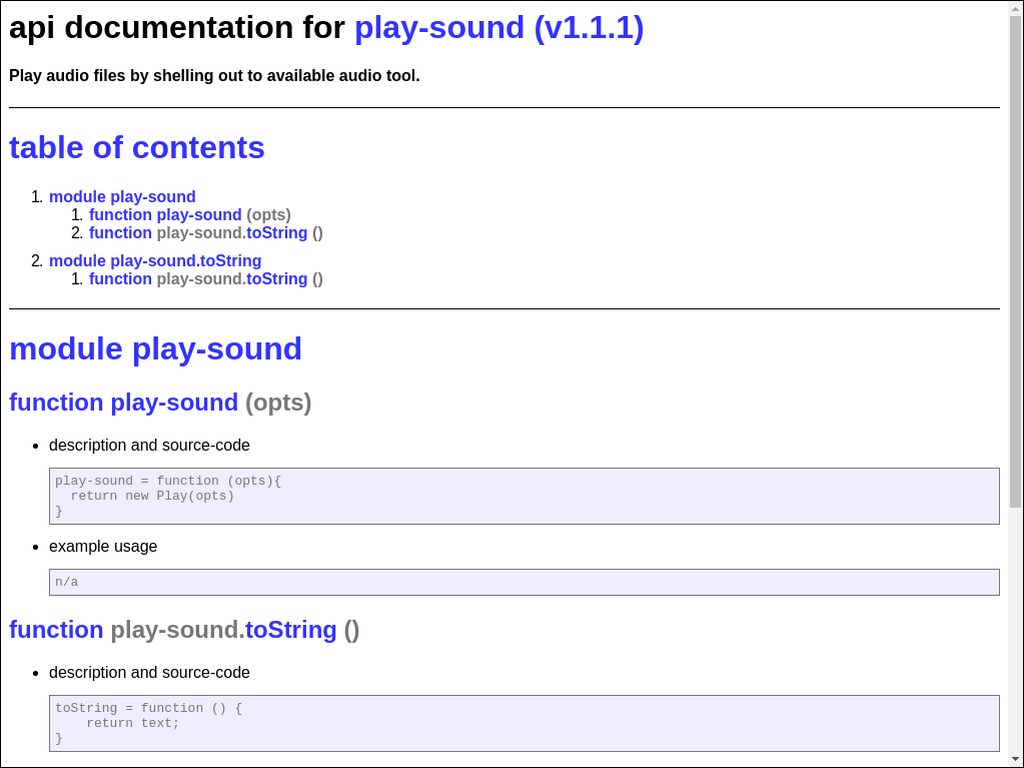 api documentation for play-sound (v1.1.1)
Play audio files by shelling out to available audio tool.
table of contents
1. module play-sound
1. function play-sound (opts)
2. function play-sound.toString ()
2. module play-sound.toString
1. function play-sound.toString ()
module play-sound
function play-sound (opts)
• description and source-code
play-sound = function (opts){
  return new Play(opts)
}
• example usage
n/a
function play-sound.toString ()
• description and source-code
toString = function () {
    return text;
}